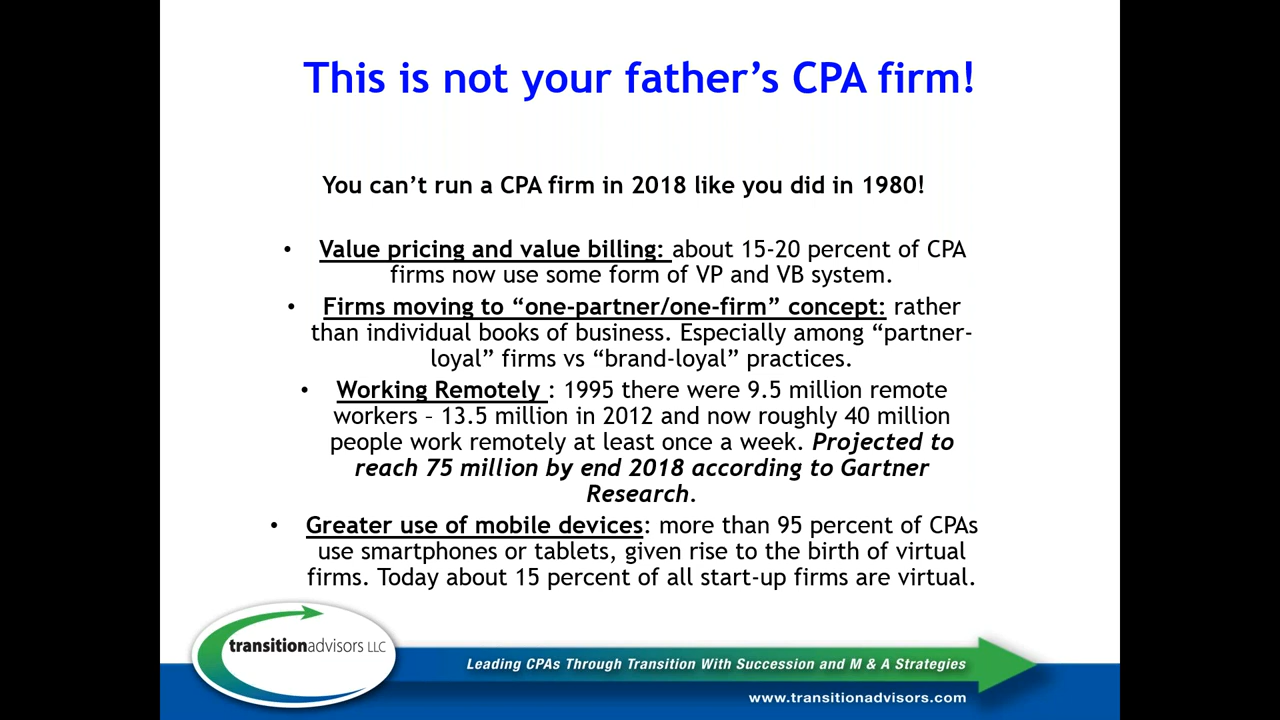 This is not your father's CPA firm!
You can't run a CPA firm in 2018 like you did in 1980!
• Value pricing and value billing: about 15-20 percent of CPA
firms now use some form of VP and VB system.
• Firms moving to “one-partner/one-firm” concept: rather
than individual books of business. Especially among “partner-
loyal” firms vs “brand-loyal” practices.
• Working Remotely : 1995 there were 9.5 million remote
workers – 13.5 million in 2012 and now roughly 40 million
people work remotely at least once a week. Projected to
reach 75 million by end 2018 according to Gartner
Research.
• Greater use of mobile devices: more than 95 percent of CPAs
use smartphones or tablets, given rise to the birth of virtual
firms. Today about 15 percent of all start-up firms are virtual.
transitionadvisors LLC
Leading CPAs Through Transition With Succession and M & A Strategies
www.transitionadvisors.com